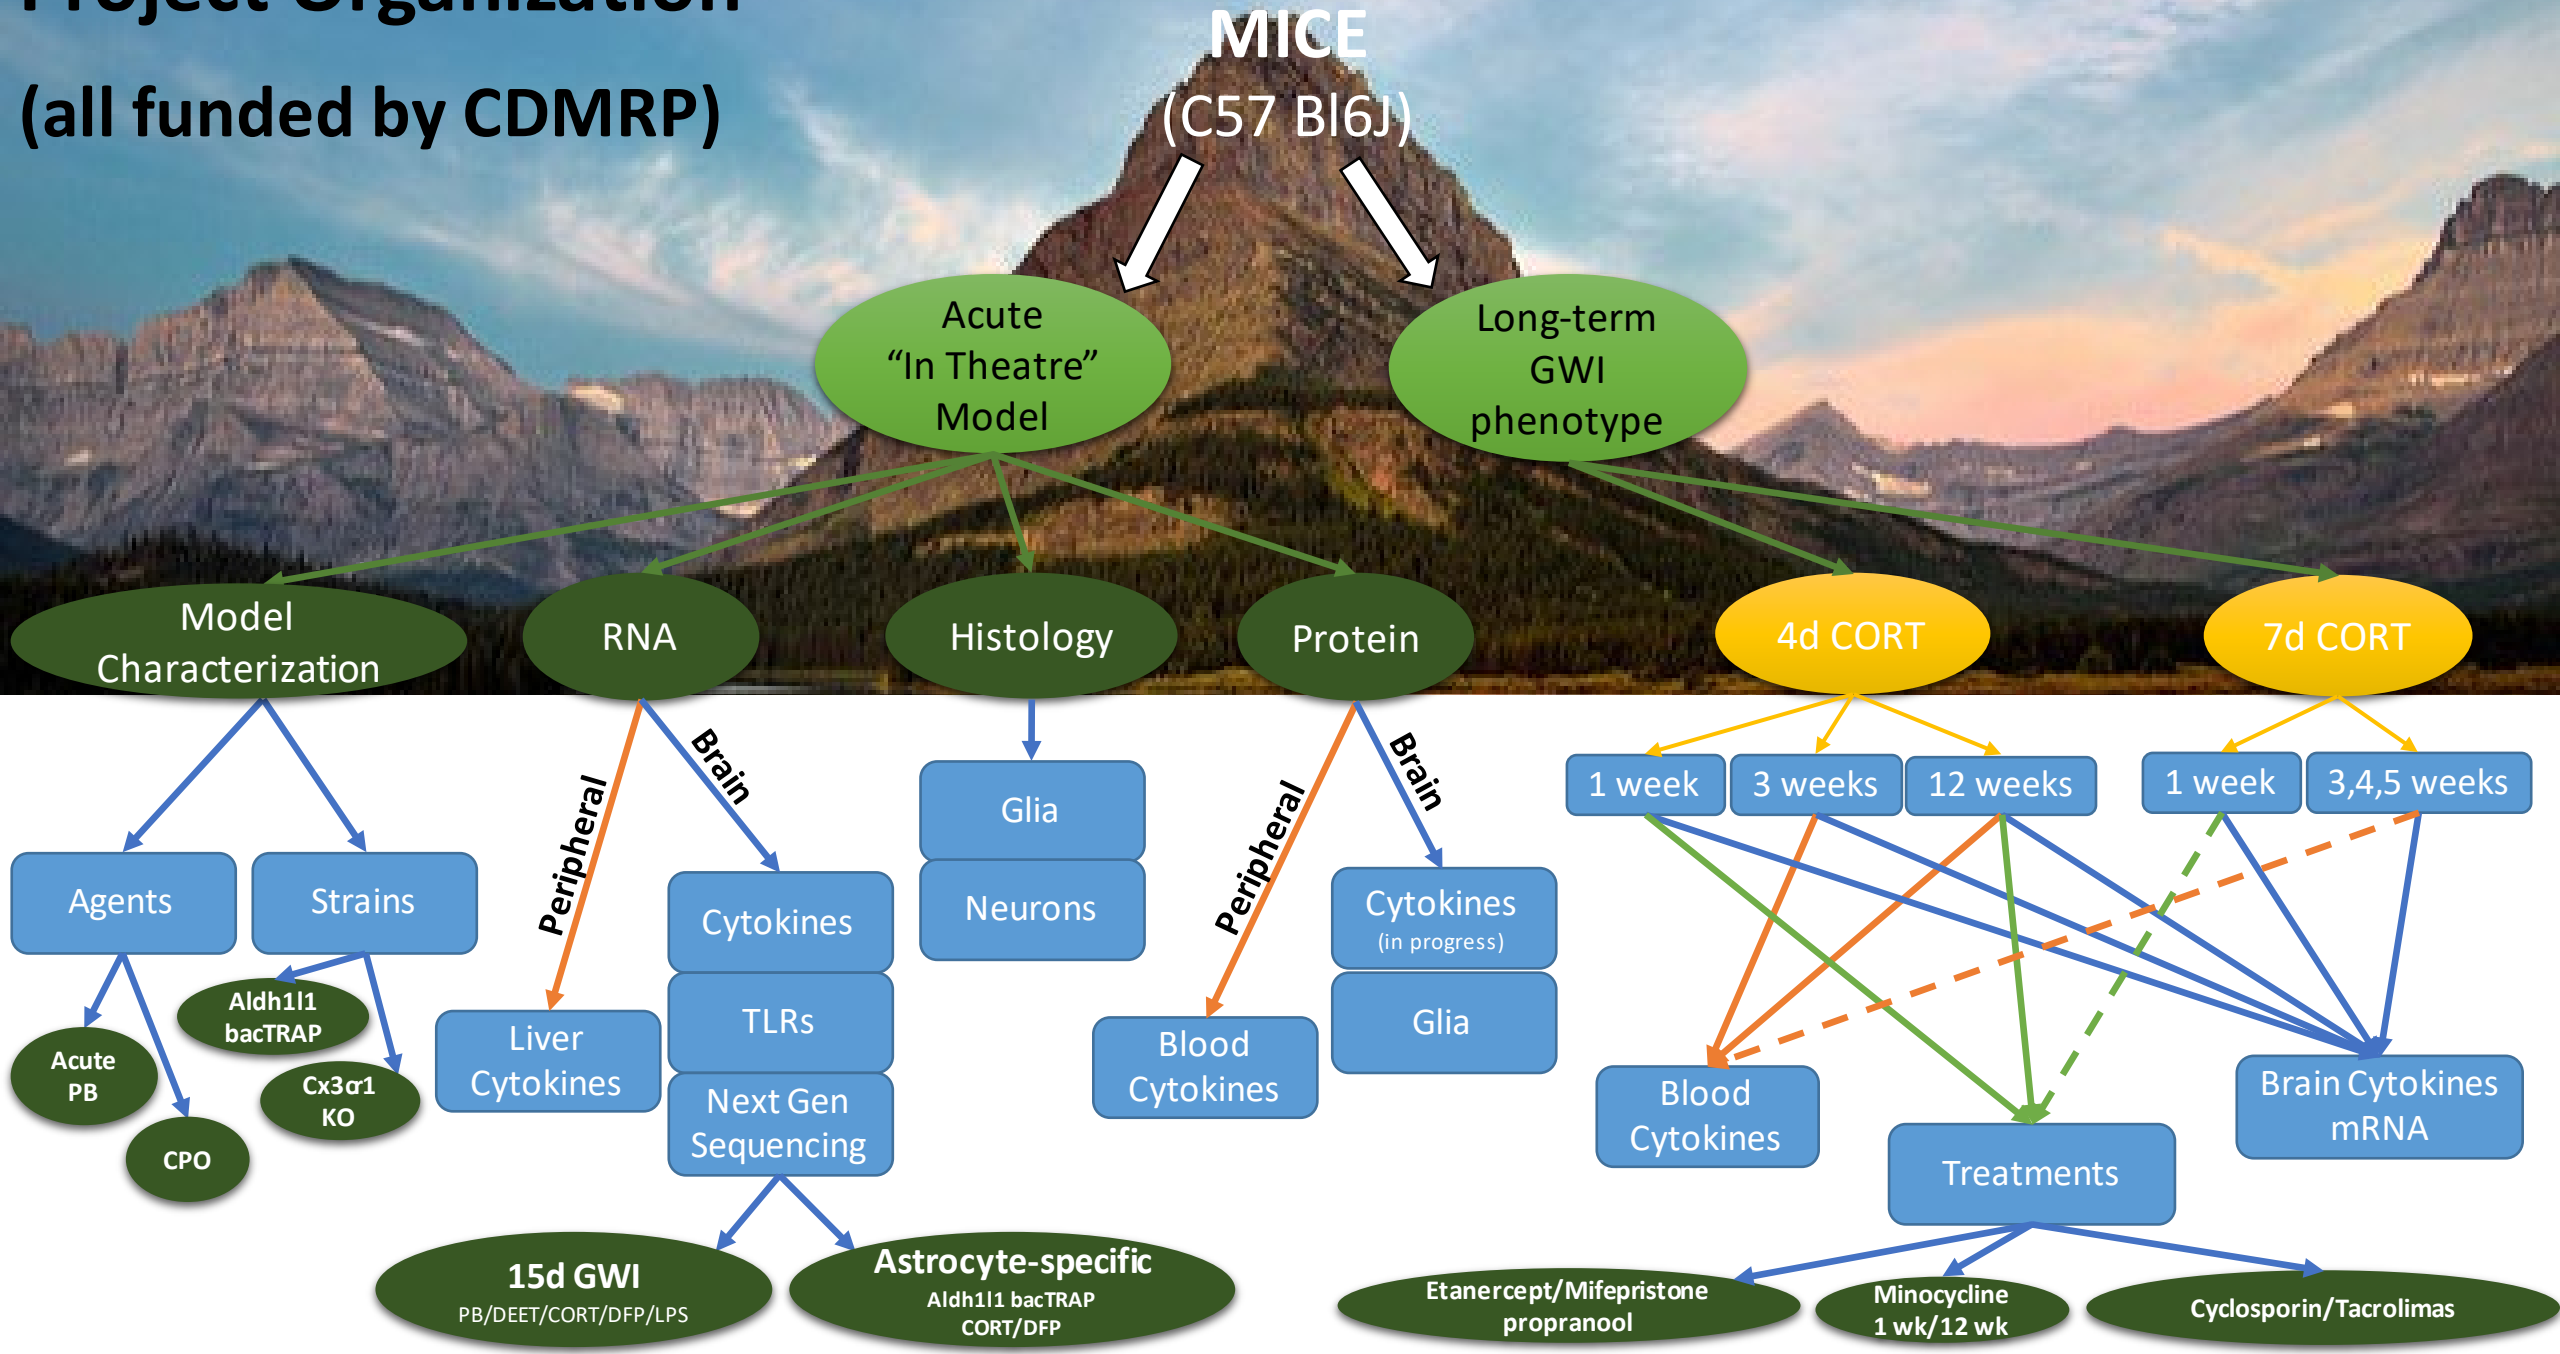 Project Organization
(all funded by CDMRP)
MICE
(C57 Bl6J)
Acute
“In Theatre”
Model
Long-term
GWI
phenotype
Model
Characterization
RNA
Histology
Protein
4d CORT
7d CORT
Peripheral
Brain
Peripheral
Brain
1 week
3 weeks
12 weeks
1 week
3,4,5 weeks
Agents
Strains
Glia
Neurons
Cytokines
TLRs
Next Gen
Sequencing
Cytokines
(in progress)
Glia
Aldh1l1
bacTRAP
Acute
PB
Cx3cr1
KO
CPO
Liver
Cytokines
Blood
Cytokines
Blood
Cytokines
Treatments
Brain Cytokines
mRNA
15d GWI
PB/DEET/CORT/DFP/LPS
Astrocyte-specific
Aldh1l1 bacTRAP
CORT/DFP
Etanercept/Mifepristone
propranool
Minocycline
1 wk/12 wk
Cyclosporin/Tacrolimas